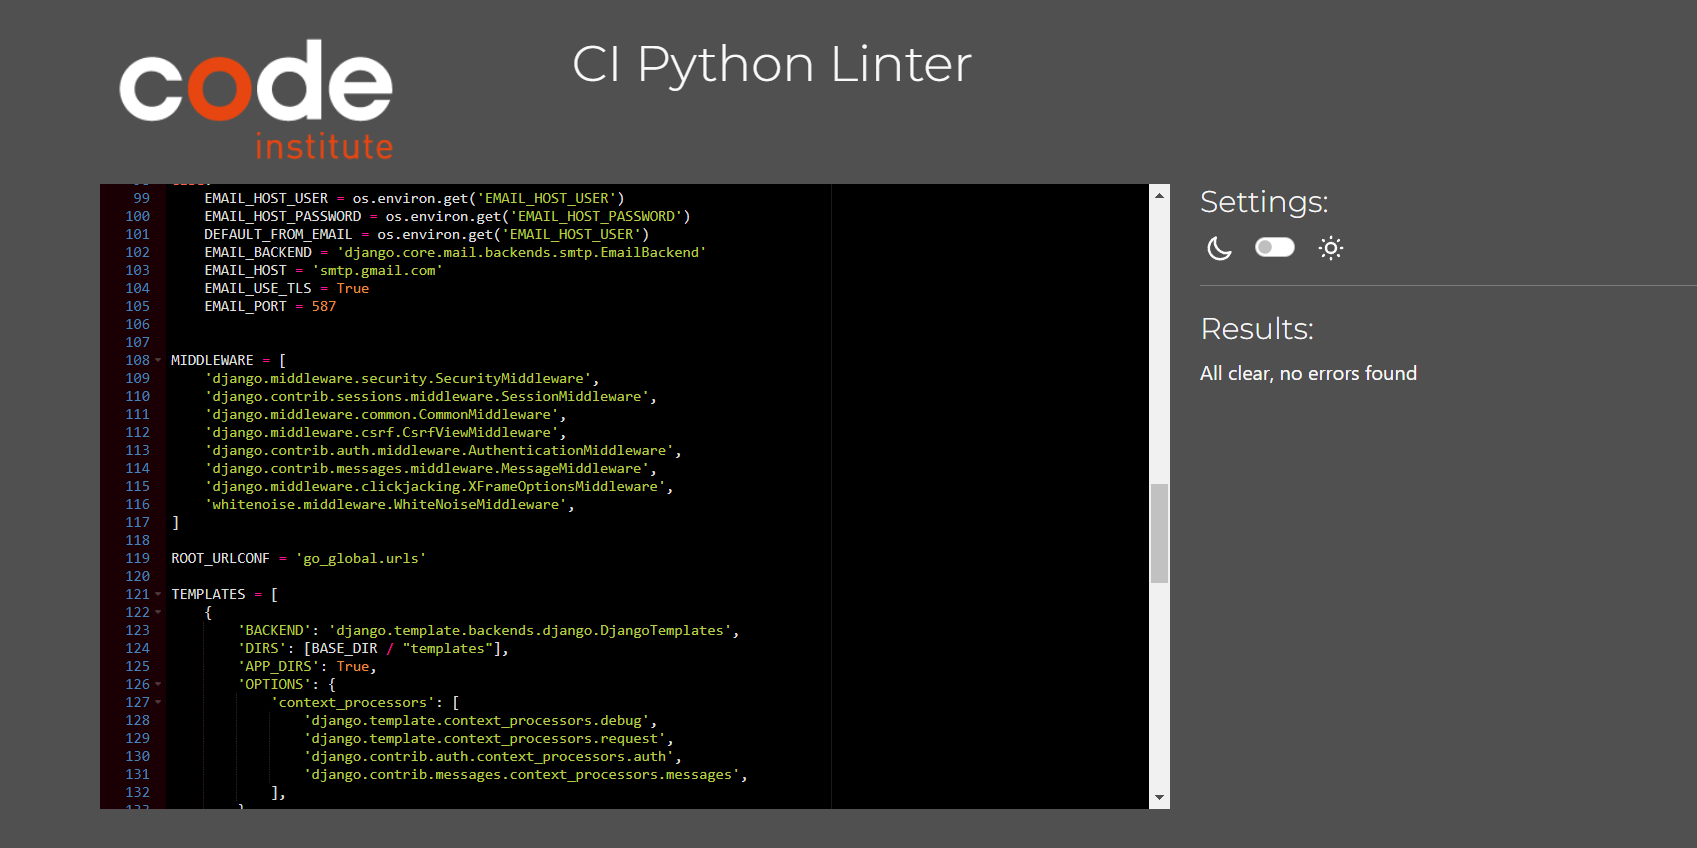 code
institute
CI Python Linter
99 EMAIL_HOST_USER = os.environ.get('EMAIL_HOST_USER')
100 EMAIL_HOST_PASSWORD = os.environ.get('EMAIL_HOST_PASSWORD')
101 DEFAULT_FROM_EMAIL = os.environ.get('EMAIL_HOST_USER')
102 EMAIL_BACKEND = 'django.core.mail.backends.smtp.EmailBackend'
103 EMAIL_HOST = 'smtp.gmail.com'
104 EMAIL_USE_TLS = True
105 EMAIL_PORT = 587
106
107
108 MIDDLEWARE = [
109 'django.middleware.security.SecurityMiddleware',
110 'django.contrib.sessions.middleware.SessionMiddleware',
111 'django.middleware.common.CommonMiddleware',
112 'django.middleware.csrf.CsrfViewMiddleware',
113 'django.contrib.auth.middleware.AuthenticationMiddleware',
114 'django.contrib.messages.middleware.MessageMiddleware',
115 'django.middleware.clickjacking.XFrameOptionsMiddleware',
116 'whitenoise.middleware.WhiteNoiseMiddleware',
117 ]
118
119 ROOT_URLCONF = 'go_global.urls'
120
121 TEMPLATES = [
122 {
123 'BACKEND': 'django.template.backends.django.DjangoTemplates',
124 'DIRS': [BASE_DIR / "templates"],
125 'APP_DIRS': True,
126 'OPTIONS': {
127 'context_processors': [
128 'django.template.context_processors.debug',
129 'django.template.context_processors.request',
130 'django.contrib.auth.context_processors.auth',
131 'django.contrib.messages.context_processors.messages',
132 ],
Settings:
Results:
All clear, no errors found